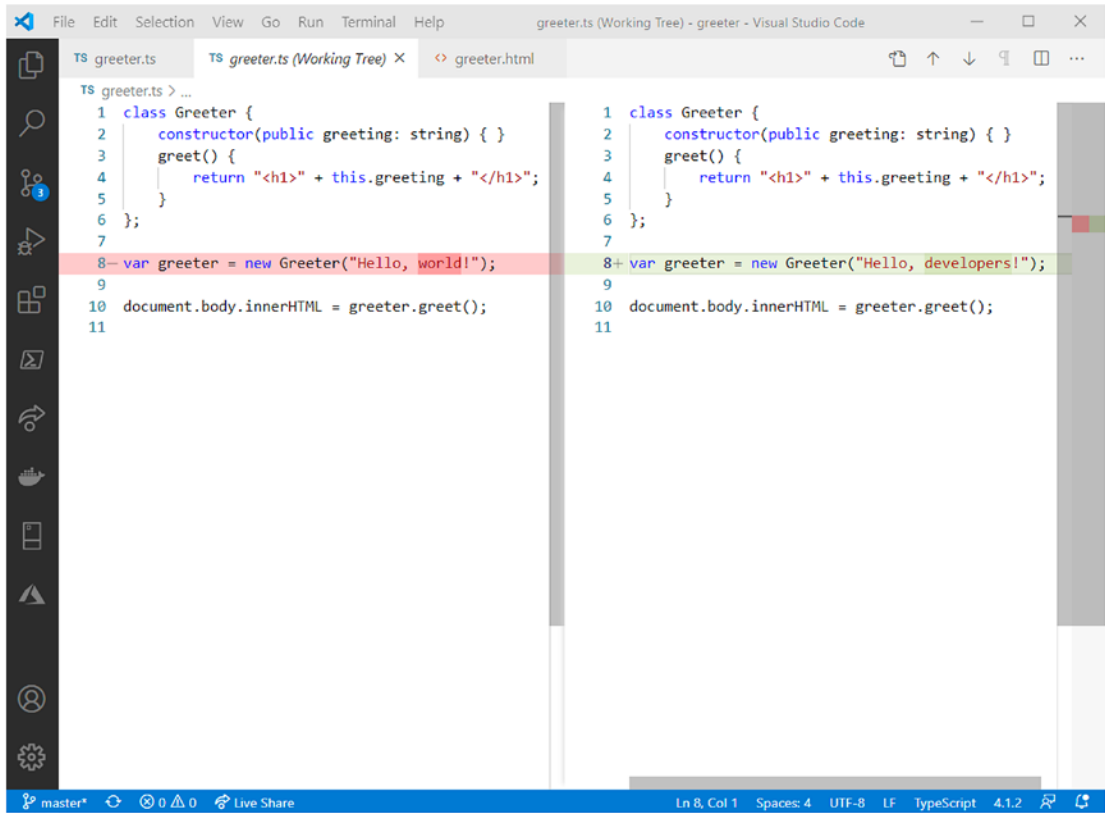 File Edit Selection View Go Run Terminal Help greeter.ts (Working Tree) - greeter - Visual Studio Code
TS greeter.ts TS greeter.ts (Working Tree) greeter.html
TS greeter.ts > ...
1 class Greeter {
2 constructor(public greeting: string) { }
3 greet() {
4 return "<h1>" + this.greeting + "</h1>";
5 }
6 };
7
8— var greeter = new Greeter("Hello, world!");
9
10 document.body.innerHTML = greeter.greet();
11
1 class Greeter {
2 constructor(public greeting: string) { }
3 greet() {
4 return "<h1>" + this.greeting + "</h1>";
5 }
6 };
7
8+ var greeter = new Greeter("Hello, developers!");
9
10 document.body.innerHTML = greeter.greet();
11
3
master* 0 0 Live Share Ln 8, Col 1 Spaces: 4 UTF-8 LF TypeScript 4.1.2